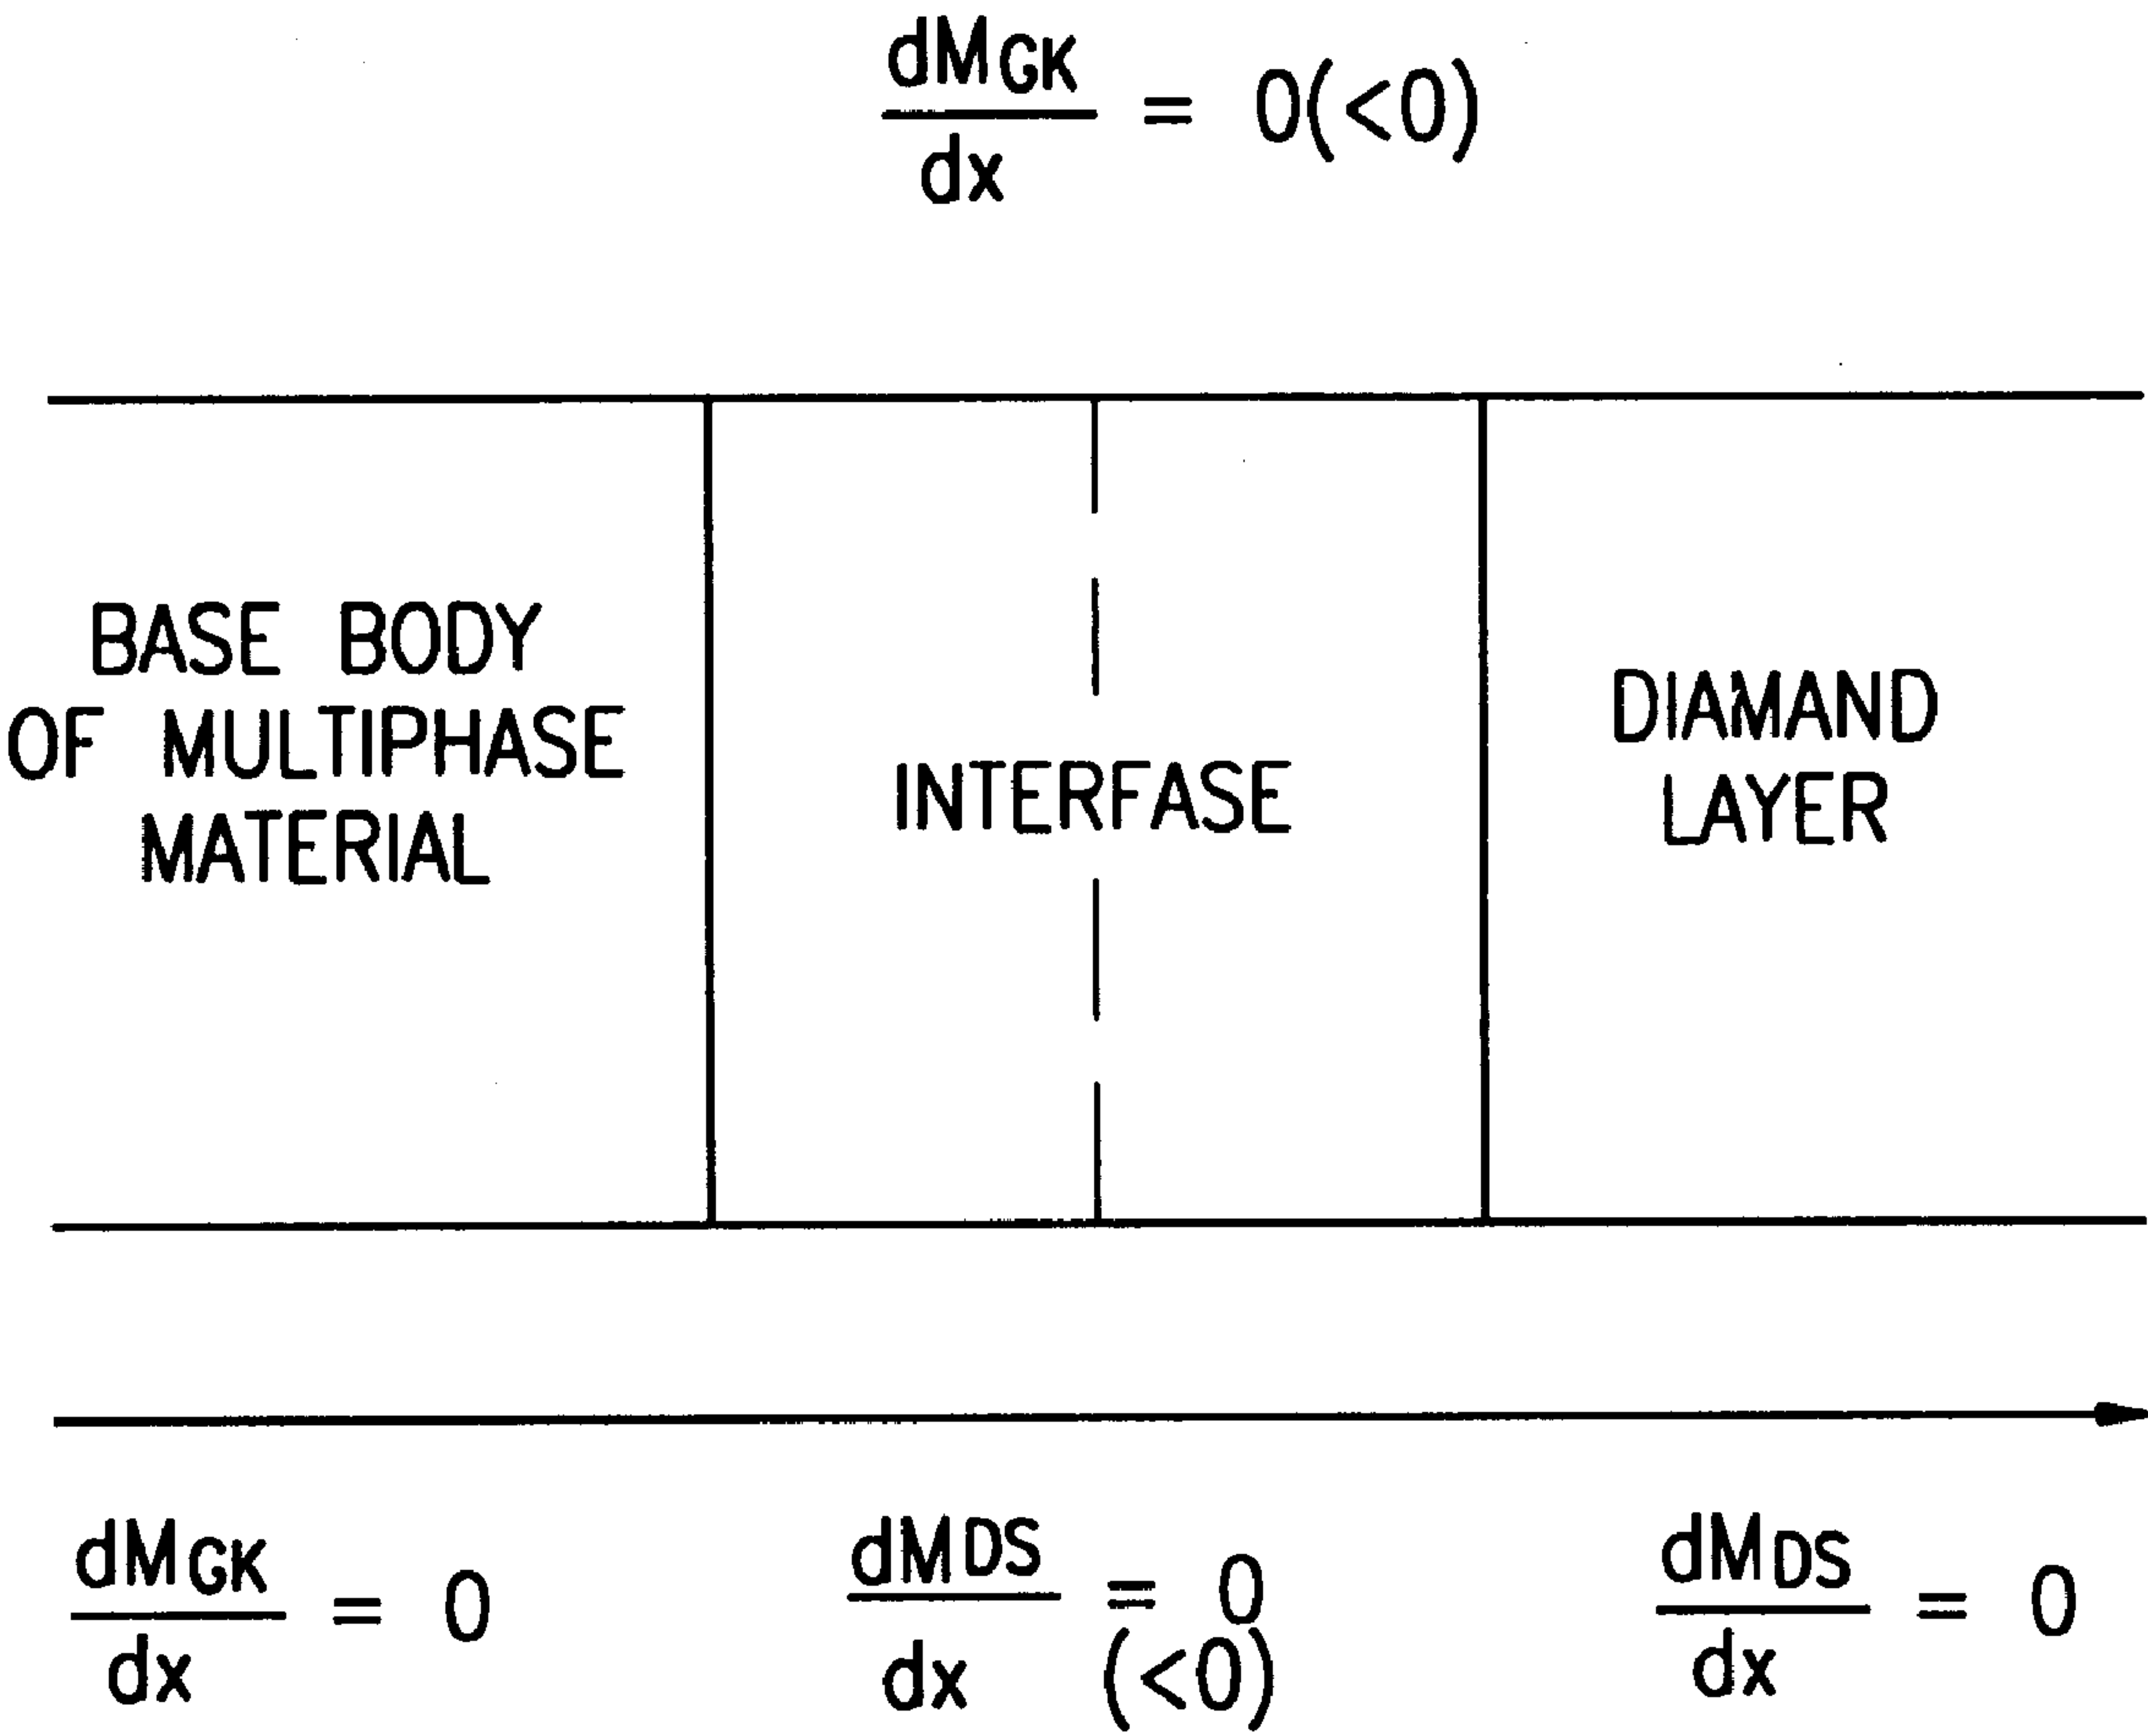 dMGK
dx
= 0(<0)
BASE BODY
OF MULTIPHASE
MATERIAL
INTERFASE
DIAMAND
LAYER
dMGK
dx
= 0
dMDS
dx
= 0
(<0)
dMDS
dx
= 0